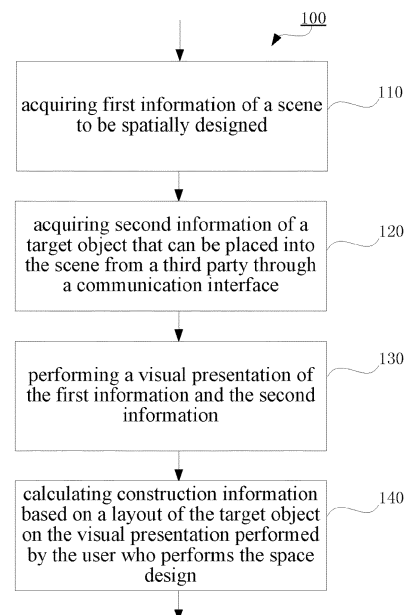 100
acquiring first information of a scene
to be spatially designed
110
acquiring second information of a
target object that can be placed into
the scene from a third party through
a communication interface
120
performing a visual presentation of
the first information and the second
information
130
calculating construction information
based on a layout of the target object
on the visual presentation performed
by the user who performs the space
design
140